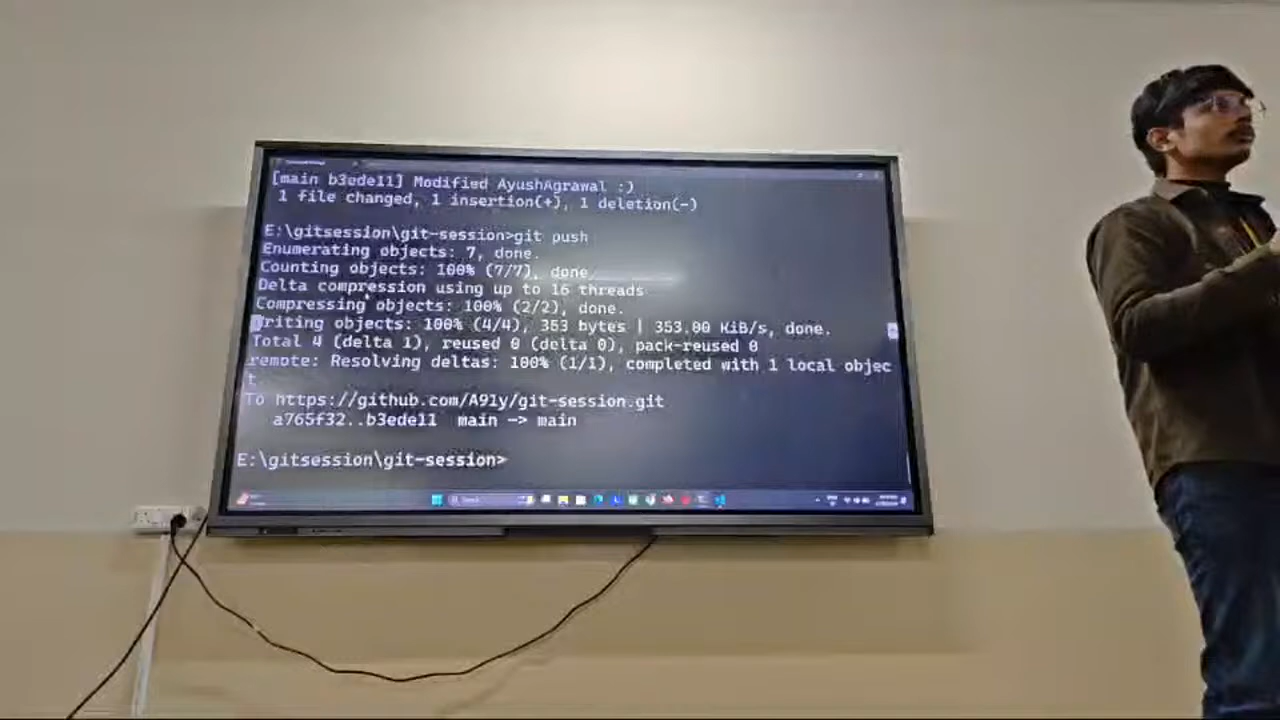 [main b3ede11] Modified AyushAgrawal :)
1 file changed, 1 insertion(+), 1 deletion(-)
E:\gitsession\git-session>git push
Enumerating objects: 7, done.
Counting objects: 100% (7/7), done.
Delta compression using up to 16 threads
Compressing objects: 100% (2/2), done.
Writing objects: 100% (4/4), 353 bytes | 353.00 KiB/s, done.
Total 4 (delta 1), reused 0 (delta 0), pack-reused 0
remote: Resolving deltas: 100% (1/1), completed with 1 local objec
t.
To https://github.com/A91y/git-session.git
a765f32..b3ede11 main -> main
E:\gitsession\git-session>
Search